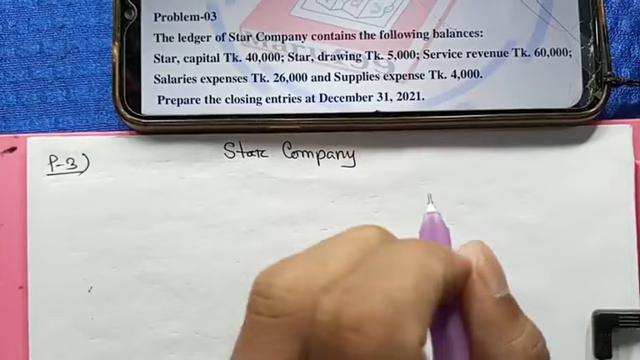 Problem-03
The ledger of Star Company contains the following balances:
Star, capital Tk. 40,000; Star, drawing Tk. 5,000; Service revenue Tk. 60,000;
Salaries expenses Tk. 26,000 and Supplies expense Tk. 4,000.
Prepare the closing entries at December 31, 2021.
P-3)
Star Company